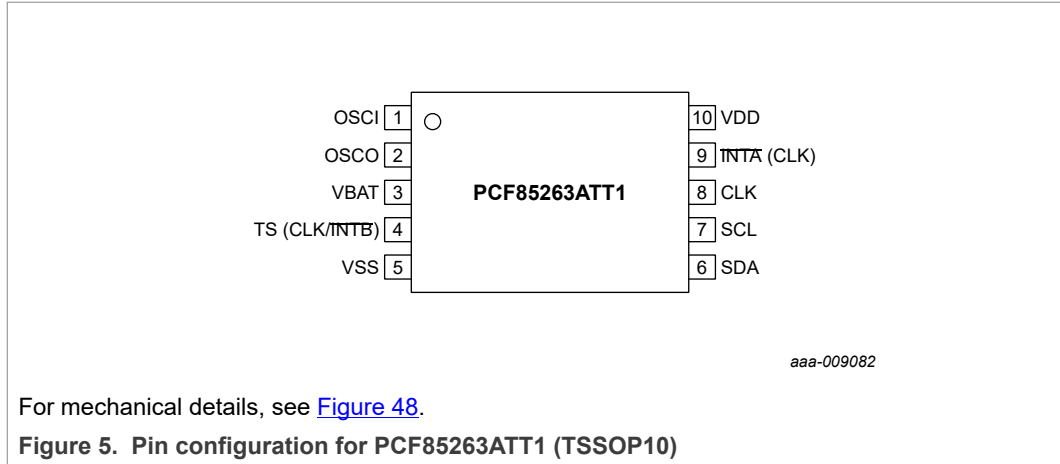 OSCI 1
OSCO 2
VBAT 3
TS (CLK/INTB) 4
VSS 5
PCF85263ATT1
10 VDD
9 INTA (CLK)
8 CLK
7 SCL
6 SDA
aaa-009082
For mechanical details, see Figure 48.
Figure 5. Pin configuration for PCF85263ATT1 (TSSOP10)